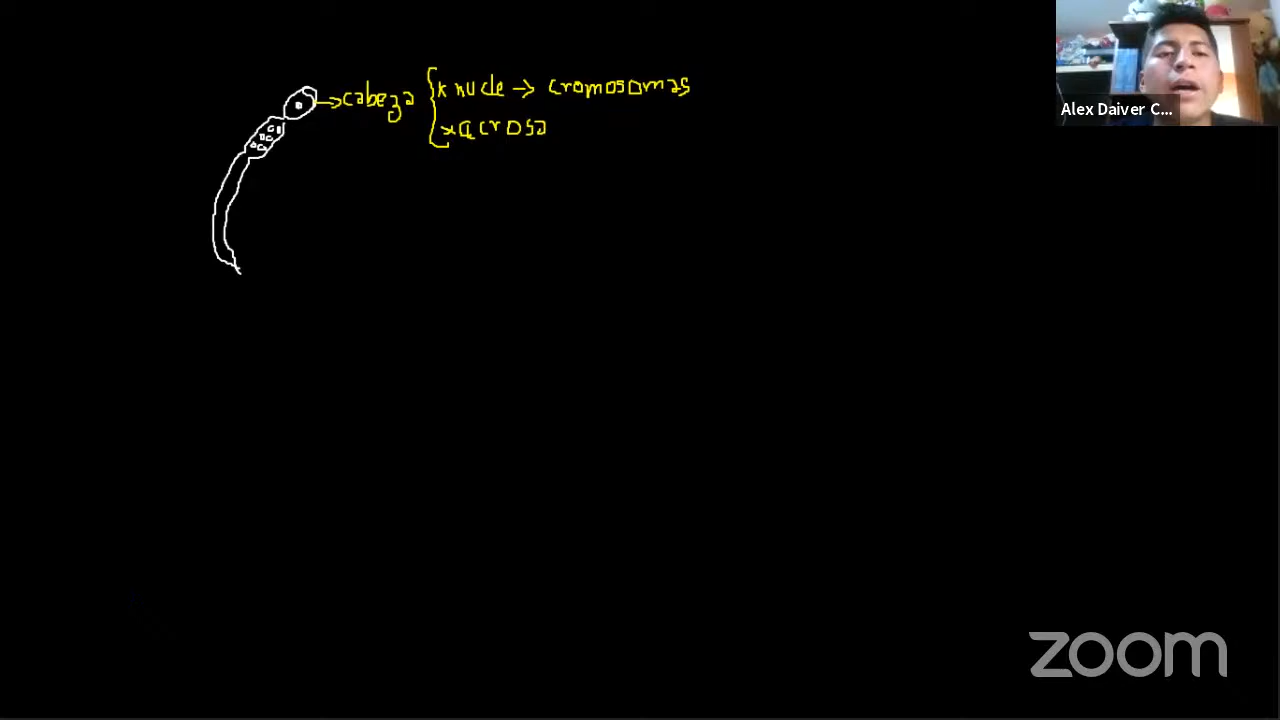 cabeza { x nucle → cromosomas
x acrosa
Alex Daiver C...
zoom